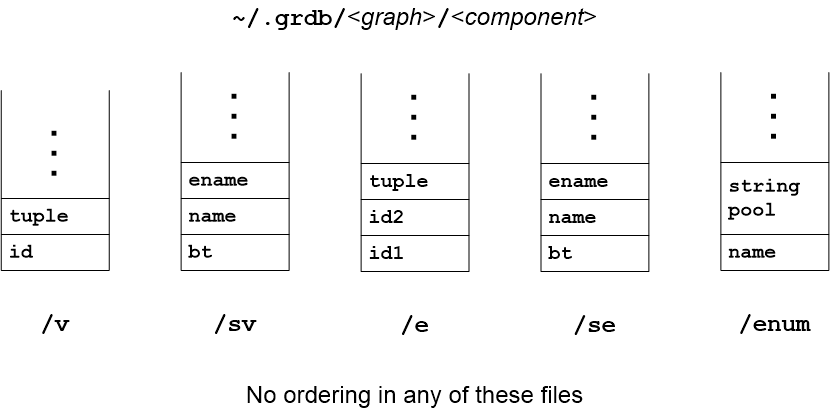 ~/.grdb/<graph>/<component>
tuple
id
/v
ename
name
bt
/sv
tuple
id2
id1
/e
ename
name
bt
/se
string
pool
name
/enum
No ordering in any of these files